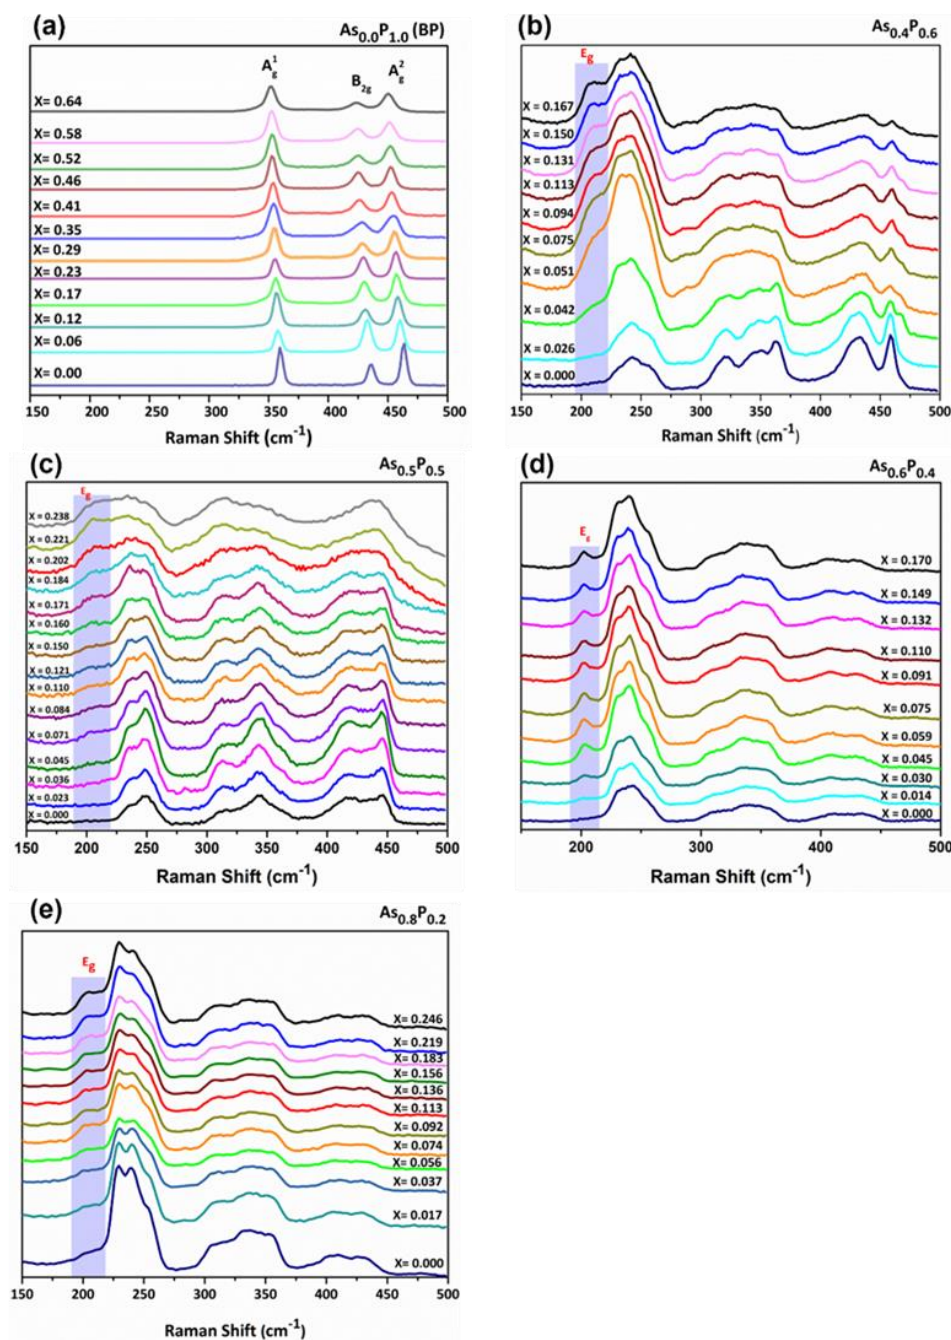 (a)
As0.0P1.0 (BP)
A1g
B2g
A2g
X= 0.64
X= 0.58
X= 0.52
X= 0.46
X= 0.41
X= 0.35
X= 0.29
X= 0.23
X= 0.17
X= 0.12
X= 0.06
X= 0.00
150 200 250 300 350 400 450 500
Raman Shift (cm-1)
(b)
As0.4P0.6
Eg
X = 0.167
X = 0.150
X = 0.131
X = 0.113
X = 0.094
X = 0.075
X = 0.051
X = 0.042
X = 0.026
X = 0.000
150 200 250 300 350 400 450 500
Raman Shift (cm-1)
(c)
As0.5P0.5
Eg
X = 0.238
X = 0.221
X = 0.202
X = 0.184
X = 0.171
X = 0.160
X = 0.150
X = 0.121
X = 0.110
X = 0.084
X = 0.071
X = 0.045
X = 0.036
X = 0.023
X = 0.000
150 200 250 300 350 400 450 500
Raman Shift (cm-1)
(d)
As0.6P0.4
Eg
X = 0.170
X = 0.149
X = 0.132
X = 0.110
X = 0.091
X= 0.075
X = 0.059
X = 0.045
X = 0.030
X = 0.014
X = 0.000
150 200 250 300 350 400 450 500
Raman Shift (cm-1)
(e)
As0.8P0.2
Eg
X= 0.246
X= 0.219
X= 0.183
X= 0.156
X= 0.136
X= 0.113
X= 0.092
X= 0.074
X= 0.056
X= 0.037
X= 0.017
X= 0.000
150 200 250 300 350 400 450 500
Raman Shift (cm-1)